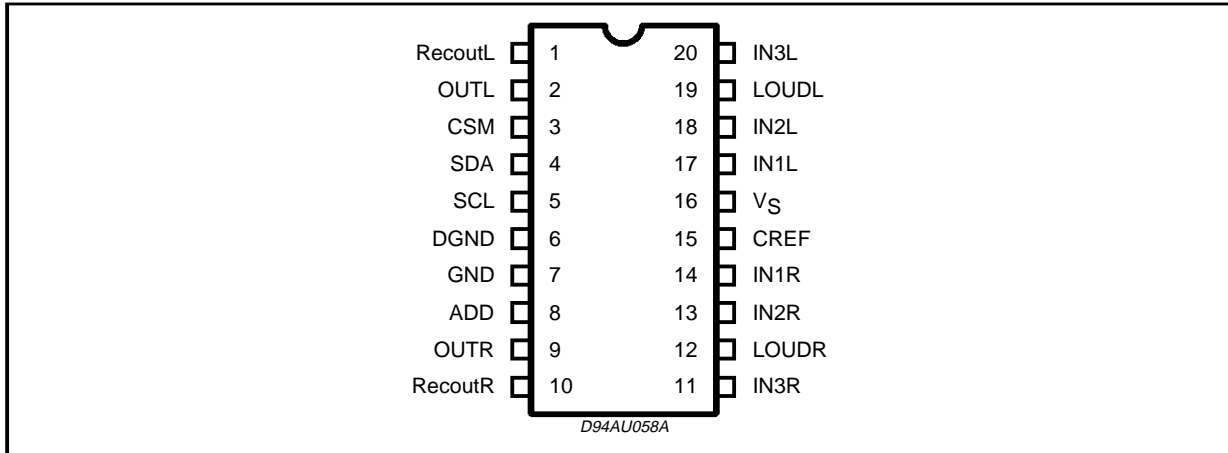 RecoutL 1 20 IN3L
OUTL 2 19 LOUDL
CSM 3 18 IN2L
SDA 4 17 IN1L
SCL 5 16 VS
DGND 6 15 CREF
GND 7 14 IN1R
ADD 8 13 IN2R
OUTR 9 12 LOUDR
RecoutR 10 11 IN3R
D94AU058A